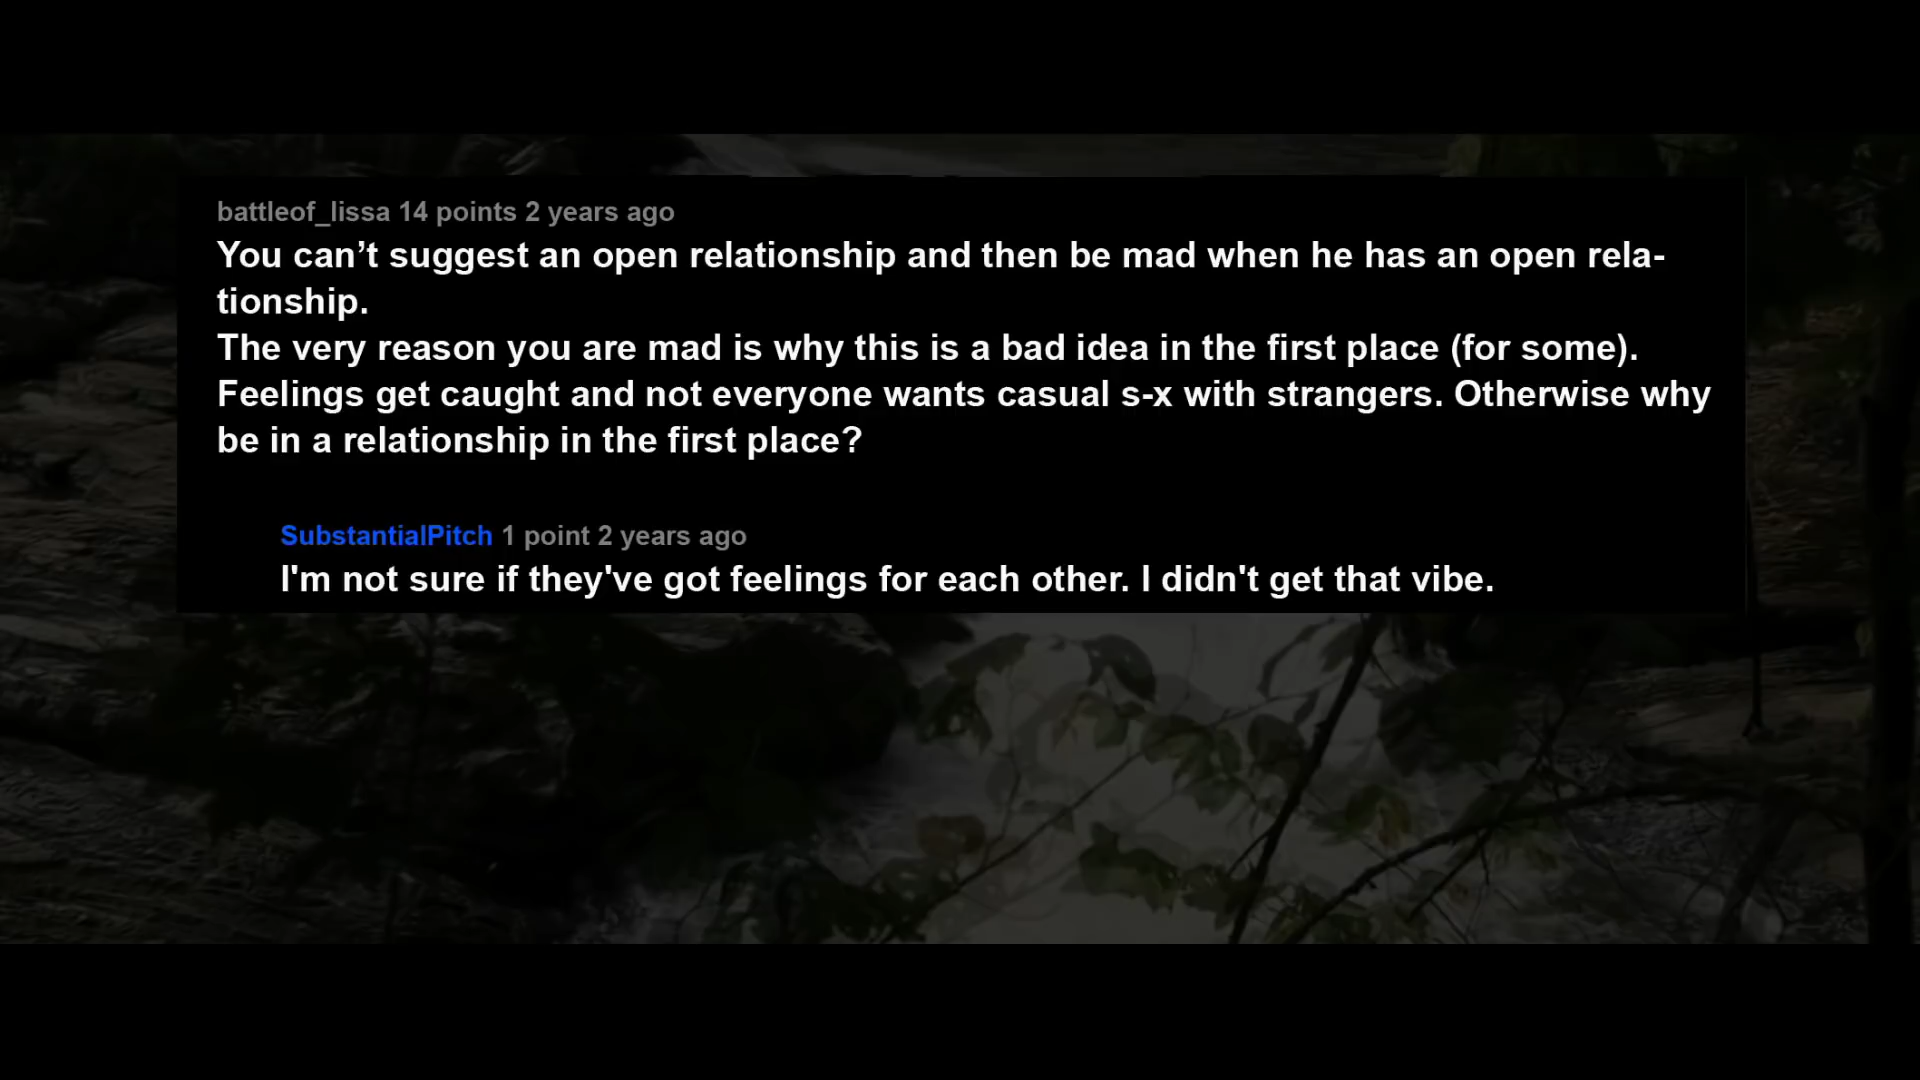 battleof_lissa 14 points 2 years ago
You can’t suggest an open relationship and then be mad when he has an open rela-
tionship.
The very reason you are mad is why this is a bad idea in the first place (for some).
Feelings get caught and not everyone wants casual s-x with strangers. Otherwise why
be in a relationship in the first place?
SubstantialPitch 1 point 2 years ago
I'm not sure if they've got feelings for each other. I didn't get that vibe.